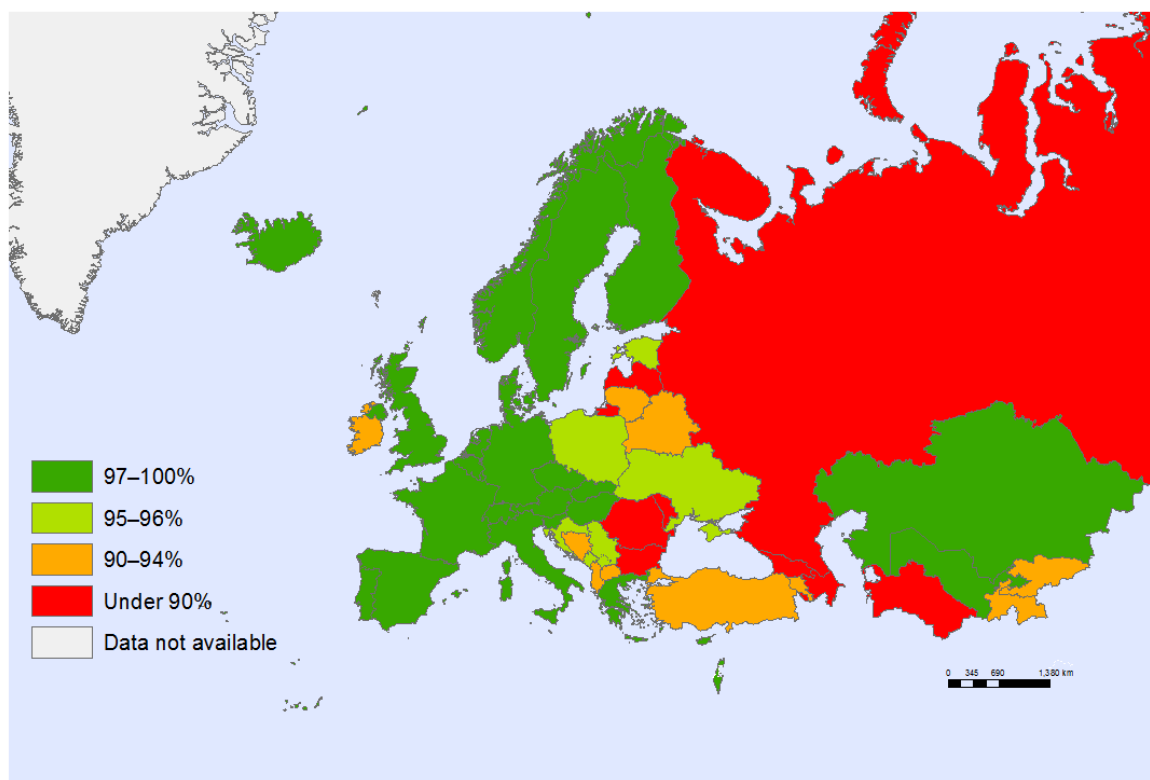 97–100%
95–96%
90–94%
Under 90%
Data not available
0 345 690 1,380 km